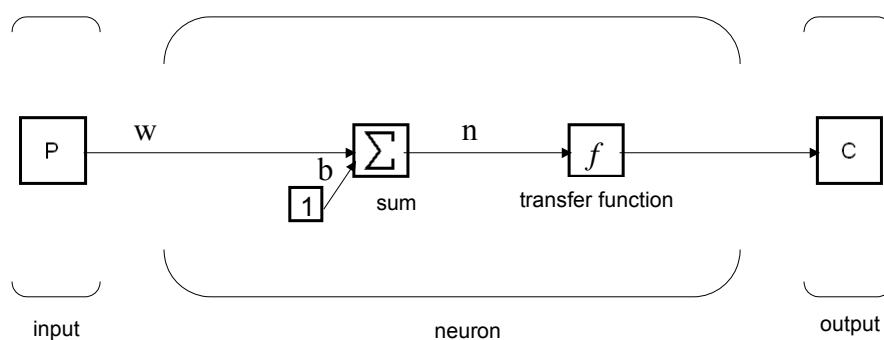 P
w
b
1
Σ
sum
n
f
transfer function
C
input
neuron
output